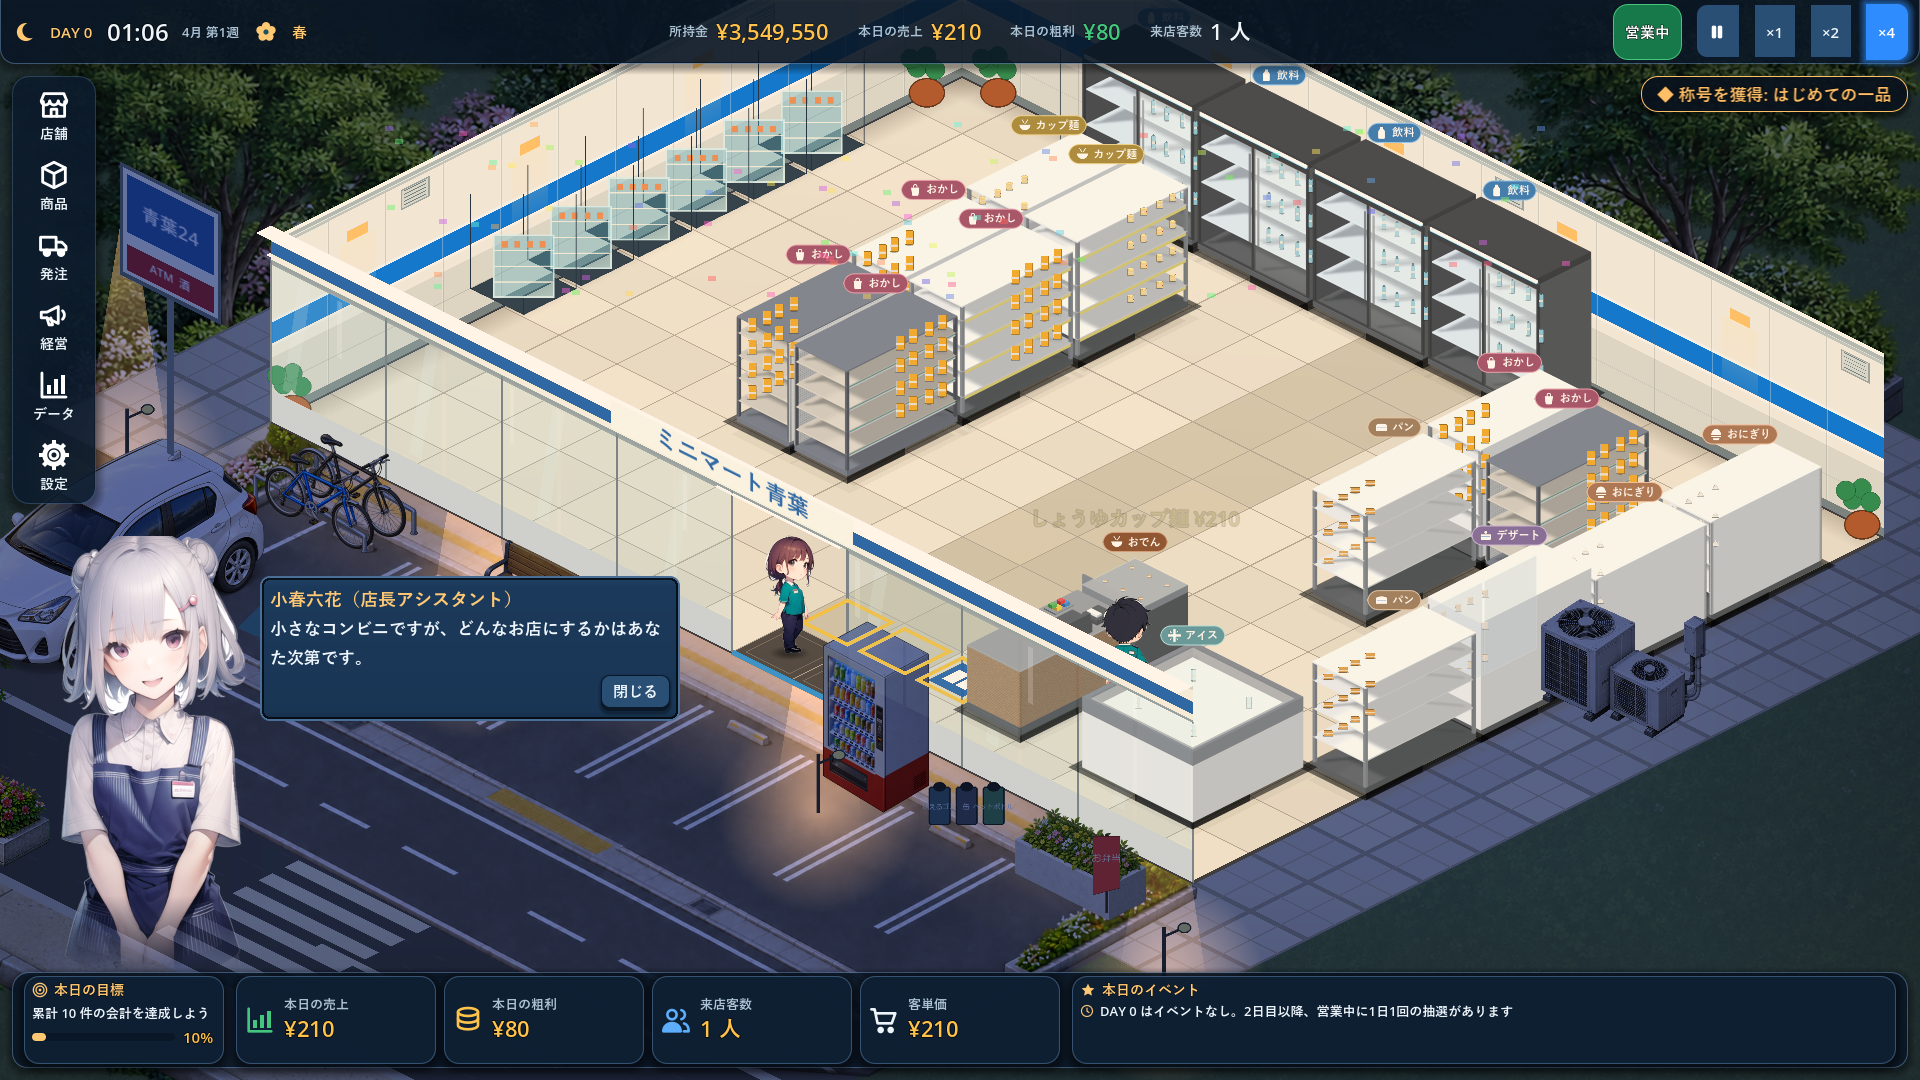 DAY 0 01:06 4月 第1週 春
所持金 ¥3,549,550 本日の売上 ¥210 本日の粗利 ¥80 来店客数 1 人
営業中 ×1 ×2 ×4
◆ 称号を獲得: はじめての一品
店舗
商品
発注
経営
データ
設定
青葉24
ATM 酒
飲料
飲料
飲料
カップ麺
カップ麺
おかし
おかし
おかし
おかし
おかし
おかし
パン
おにぎり
おにぎり
デザート
パン
ミニマート青葉
しょうゆカップ麺 ¥210
おでん
アイス
小春六花（店長アシスタント）
小さなコンビニですが、どんなお店にするかはあな
た次第です。
閉じる
缶
ペットボトル
お弁当
本日の目標
累計 10 件の会計を達成しよう
10%
本日の売上
¥210
本日の粗利
¥80
来店客数
1 人
客単価
¥210
本日のイベント
DAY 0 はイベントなし。2日目以降、営業中に1日1回の抽選があります